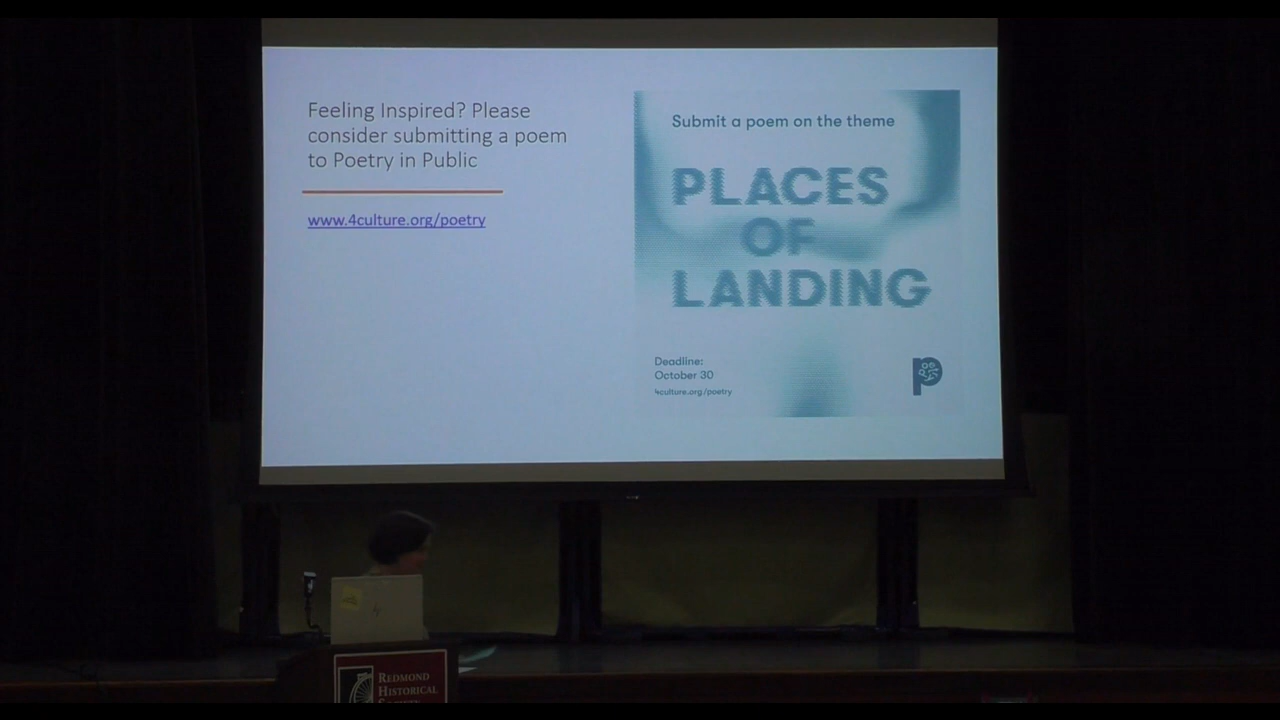 Feeling Inspired? Please
consider submitting a poem
to Poetry in Public
www.4culture.org/poetry
Submit a poem on the theme
PLACES
OF
LANDING
Deadline:
October 30
4culture.org/poetry
REDMOND
HISTORICAL